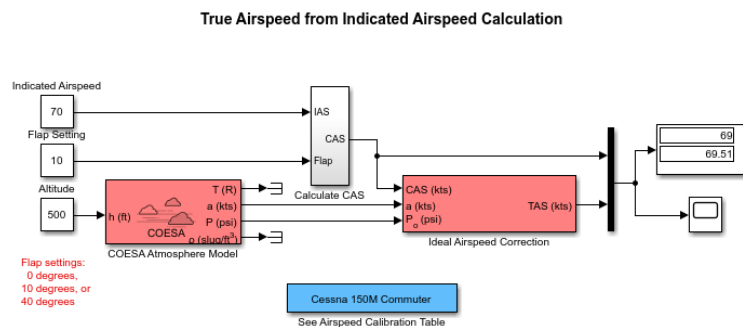 True Airspeed from Indicated Airspeed Calculation
Indicated Airspeed
70
Flap Setting
10
Altitude
500
IAS
CAS
Flap
Calculate CAS
h (ft)
T (R)
a (kts)
P (psi)
ρ (slug/ft³)
COESA
COESA Atmosphere Model
CAS (kts)
a (kts)
P₀ (psi)
TAS (kts)
Ideal Airspeed Correction
69
69.51
Flap settings:
0 degrees,
10 degrees, or
40 degrees
Cessna 150M Commuter
See Airspeed Calibration Table